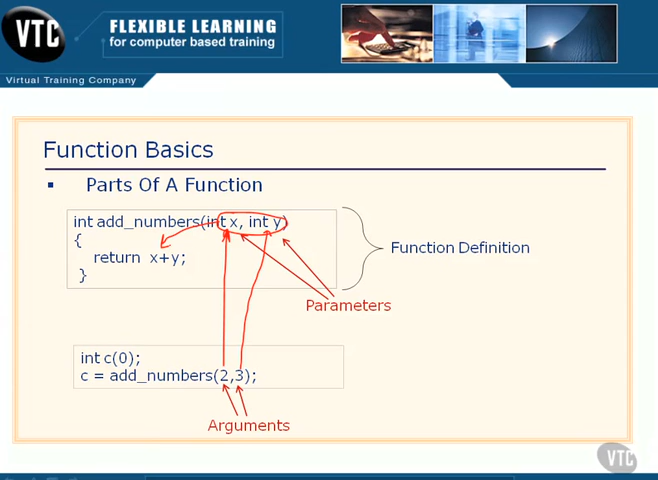 VTC
FLEXIBLE LEARNING
for computer based training
Virtual Training Company
Function Basics
Parts Of A Function
int add_numbers(int x, int y)
{
return x+y;
}
Function Definition
Parameters
int c(0);
c = add_numbers(2,3);
Arguments
VTC